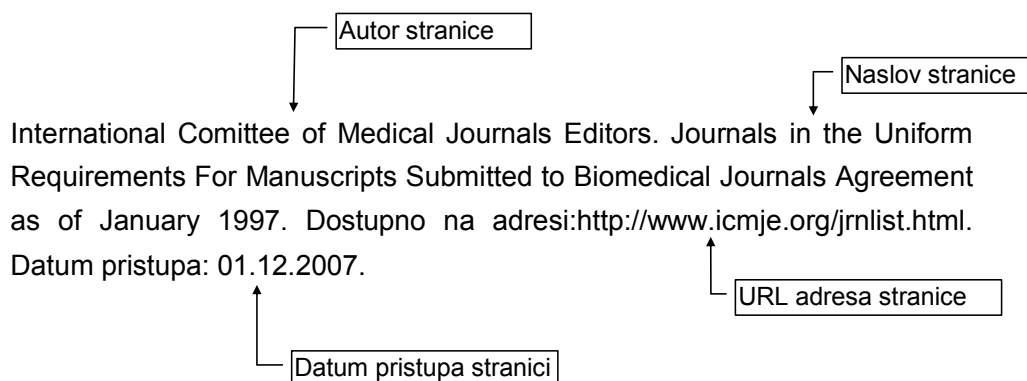 Autor stranice
Naslov stranice
International Comittee of Medical Journals Editors. Journals in the Uniform
Requirements For Manuscripts Submitted to Biomedical Journals Agreement
as of January 1997. Dostupno na adresi:http://www.icmje.org/jrnlist.html.
Datum pristupa: 01.12.2007.
URL adresa stranice
Datum pristupa stranici